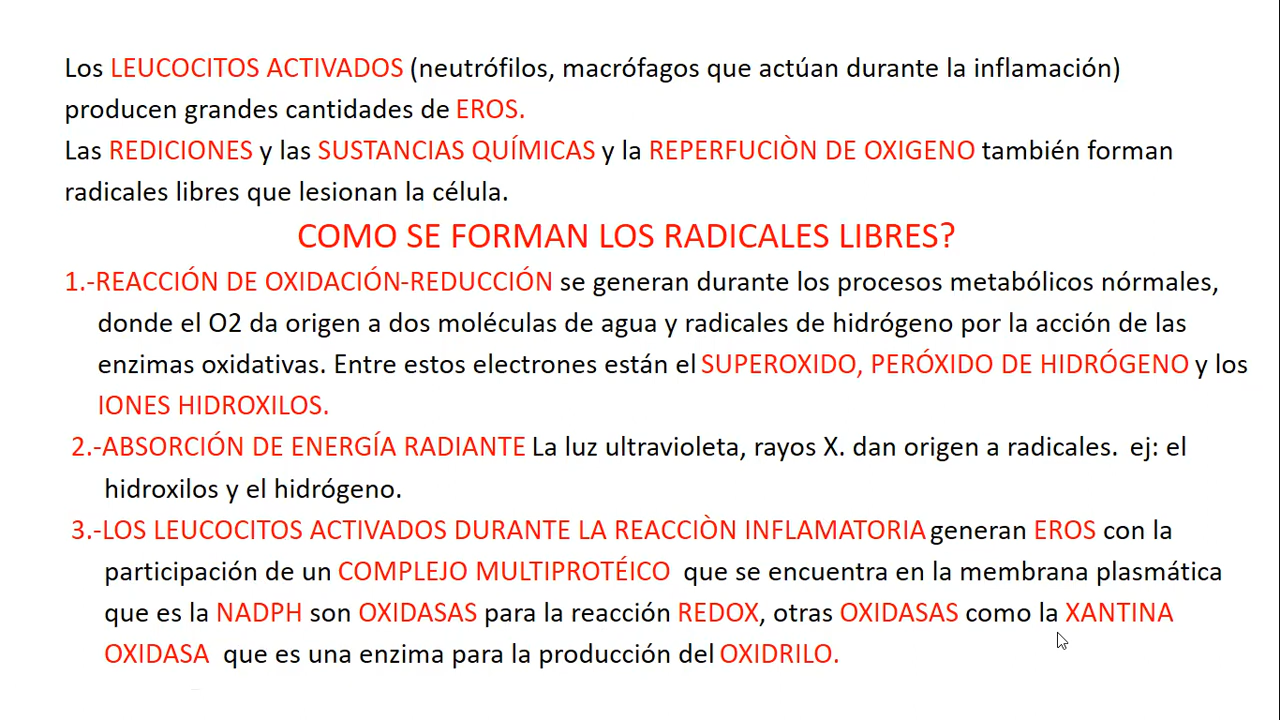 Los LEUCOCITOS ACTIVADOS (neutrófilos, macrófagos que actúan durante la inflamación)
producen grandes cantidades de EROS.
Las REDICIONES y las SUSTANCIAS QUÍMICAS y la REPERFUCIÒN DE OXIGENO también forman
radicales libres que lesionan la célula.
COMO SE FORMAN LOS RADICALES LIBRES?
1.-REACCIÓN DE OXIDACIÓN-REDUCCIÓN se generan durante los procesos metabólicos nórmales,
donde el O2 da origen a dos moléculas de agua y radicales de hidrógeno por la acción de las
enzimas oxidativas. Entre estos electrones están el SUPEROXIDO, PERÓXIDO DE HIDRÓGENO y los
IONES HIDROXILOS.
2.-ABSORCIÓN DE ENERGÍA RADIANTE La luz ultravioleta, rayos X. dan origen a radicales. ej: el
hidroxilos y el hidrógeno.
3.-LOS LEUCOCITOS ACTIVADOS DURANTE LA REACCIÒN INFLAMATORIA generan EROS con la
participación de un COMPLEJO MULTIPROTÉICO que se encuentra en la membrana plasmática
que es la NADPH son OXIDASAS para la reacción REDOX, otras OXIDASAS como la XANTINA
OXIDASA que es una enzima para la producción del OXIDRILO.